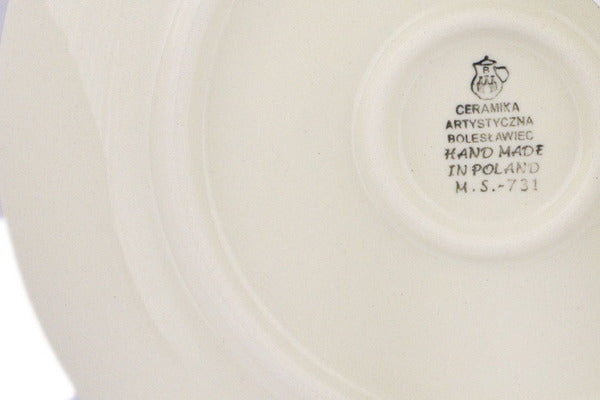 B
CERAMIKA
ARTYSTYCZNA
BOLESŁAWIEC
HAND MADE
IN POLAND
M.S.-731